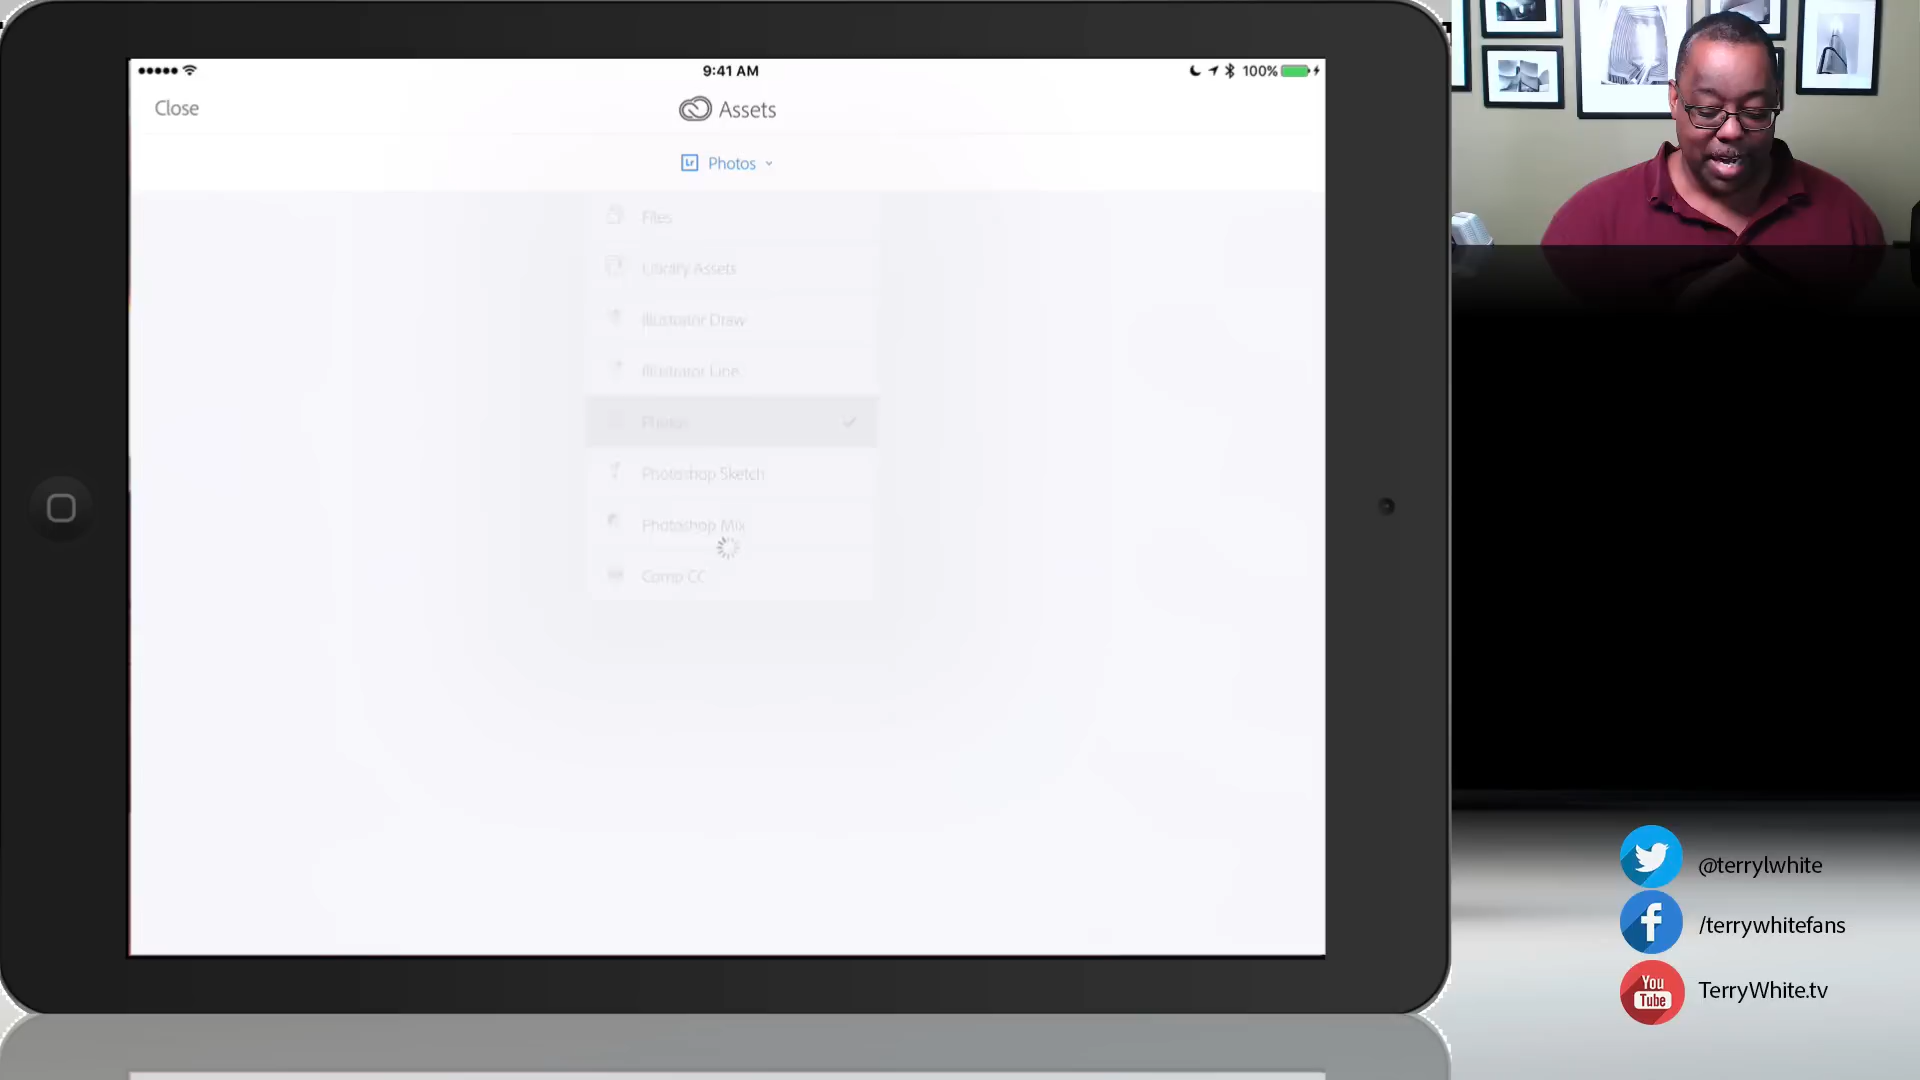 9:41 AM
100%
Close
Assets
Lr Photos
Files
Library Assets
Illustrator Draw
Illustrator Line
Photos
Photoshop Sketch
Photoshop Mix
Comp CC
@terrylwhite
/terrywhitefans
You Tube
TerryWhite.tv